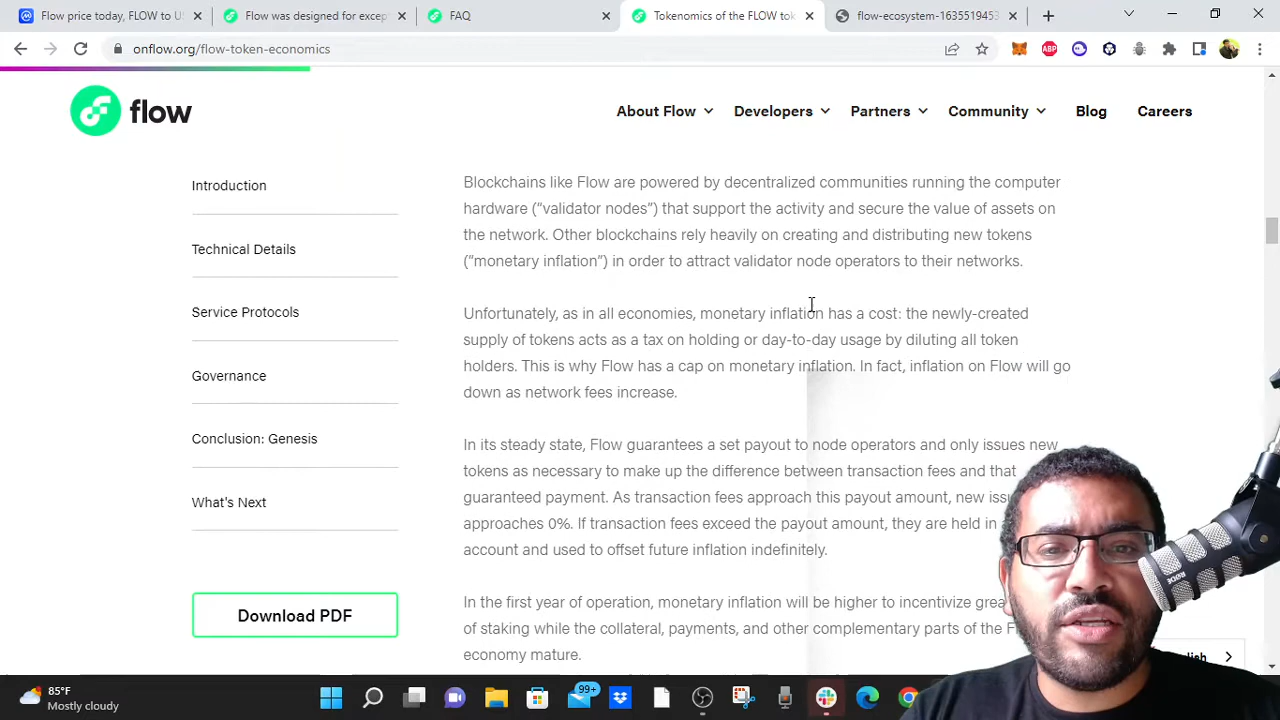 Flow price today, FLOW to US
Flow was designed for excep
FAQ
Tokenomics of the FLOW tok
flow-ecosystem-1635519453
onflow.org/flow-token-economics
ABP
flow
About Flow
Developers
Partners
Community
Blog
Careers
Introduction
Technical Details
Service Protocols
Governance
Conclusion: Genesis
What's Next
Download PDF
Blockchains like Flow are powered by decentralized communities running the computer
hardware (“validator nodes”) that support the activity and secure the value of assets on
the network. Other blockchains rely heavily on creating and distributing new tokens
(“monetary inflation”) in order to attract validator node operators to their networks.
Unfortunately, as in all economies, monetary inflation has a cost: the newly-created
supply of tokens acts as a tax on holding or day-to-day usage by diluting all token
holders. This is why Flow has a cap on monetary inflation. In fact, inflation on Flow will go
down as network fees increase.
In its steady state, Flow guarantees a set payout to node operators and only issues new
tokens as necessary to make up the difference between transaction fees and that
guaranteed payment. As transaction fees approach this payout amount, new issu
approaches 0%. If transaction fees exceed the payout amount, they are held in a
account and used to offset future inflation indefinitely.
In the first year of operation, monetary inflation will be higher to incentivize grea
of staking while the collateral, payments, and other complementary parts of the F
economy mature.
glish
85°F
Mostly cloudy
99+
RODE